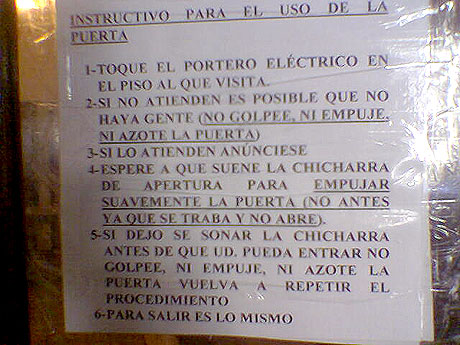 INSTRUCTIVO PARA EL USO DE LA
PUERTA
1-TOQUE EL PORTERO ELÉCTRICO EN
EL PISO AL QUE VISITA.
2-SI NO ATIENDEN ES POSIBLE QUE NO
HAYA GENTE (NO GOLPEE, NI EMPUJE,
NI AZOTE LA PUERTA)
3-SI LO ATIENDEN ANÚNCIESE
4-ESPERE A QUE SUENE LA CHICHARRA
DE APERTURA PARA EMPUJAR
SUAVEMENTE LA PUERTA (NO ANTES
YA QUE SE TRABA Y NO ABRE).
5-SI DEJO SE SONAR LA CHICHARRA
ANTES DE QUE UD. PUEDA ENTRAR NO
GOLPEE, NI EMPUJE, NI AZOTE LA
PUERTA VUELVA A REPETIR EL
PROCEDIMIENTO
6-PARA SALIR ES LO MISMO